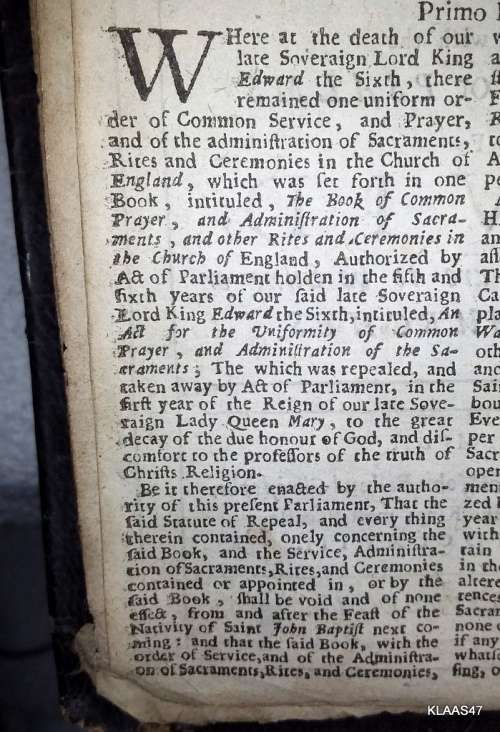 Primo
WHere at the death of our
late Soveraign Lord King
Edward the Sixth, there
remained one uniform or-
der of Common Service, and Prayer,
and of the adminiſtration of Sacraments,
Rites and Ceremonies in the Church of
England, which was ſet forth in one
Book, intituled, The Book of Common
Prayer, and Adminiſtration of Sacra-
ments, and other Rites and Ceremonies in
the Church of England, Authorized by
Act of Parliament holden in the fifth and
ſixth years of our ſaid late Soveraign
Lord King Edward the Sixth, intituled, An
Act for the Uniformity of Common
Prayer, and Adminiſtration of the Sa-
craments; The which was repealed, and
taken away by Act of Parliament, in the
firſt year of the Reign of our late Sove-
raign Lady Queen Mary, to the great
decay of the due honour of God, and diſ-
comfort to the profeſſors of the truth of
Chriſts Religion.
Be it therefore enacted by the autho-
rity of this preſent Parliament, That the
ſaid Statute of Repeal, and every thing
therein contained, onely concerning the
ſaid Book, and the Service, Adminiſtra-
tion of Sacraments, Rites, and Ceremonies
contained or appointed in, or by the
ſaid Book, ſhall be void and of none
effect, from and after the Feaſt of the
Nativity of Saint John Baptiſt next co-
ming: and that the ſaid Book, with the
order of Service, and of the Adminiſtra-
on of Sacraments, Rites, and Ceremonies,
KLAAS47